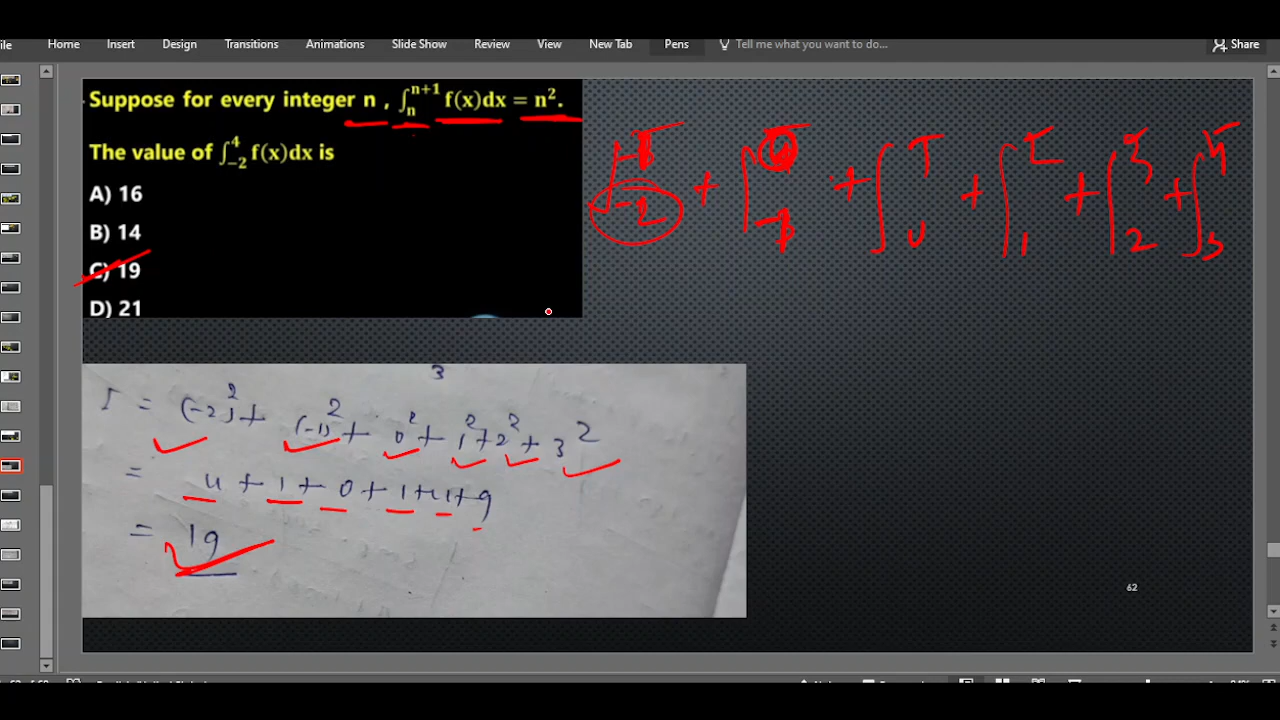 File Home Insert Design Transitions Animations Slide Show Review View New Tab Pens Tell me what you want to do... Share
Suppose for every integer n , ∫ₙⁿ⁺¹ f(x)dx = n².
The value of ∫₋₂⁴ f(x)dx is
A) 16
B) 14
C) 19
D) 21
∫₋₂⁻¹ + ∫₋₁⁰ + ∫₀¹ + ∫₁² + ∫₂³ + ∫₃⁴
3
I = (-2)² + (-1)² + 0² + 1² + 2² + 3²
= 4 + 1 + 0 + 1 + 4 + 9
= 19
62